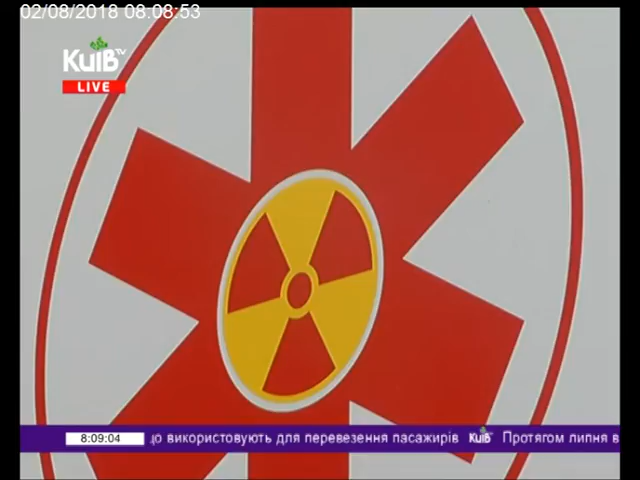 02/08/2018 08:08:53
КиїВ TV
LIVE
8:09:04 що використовують для перевезення пасажирів КиїВ Протягом липня в